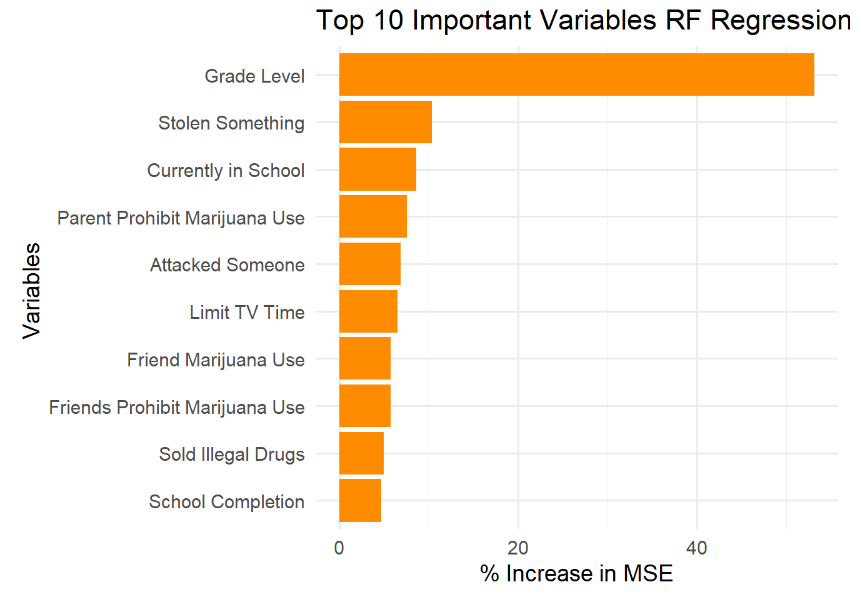 Top 10 Important Variables RF Regression
Variables
Grade Level
Stolen Something
Currently in School
Parent Prohibit Marijuana Use
Attacked Someone
Limit TV Time
Friend Marijuana Use
Friends Prohibit Marijuana Use
Sold Illegal Drugs
School Completion
0 20 40
% Increase in MSE